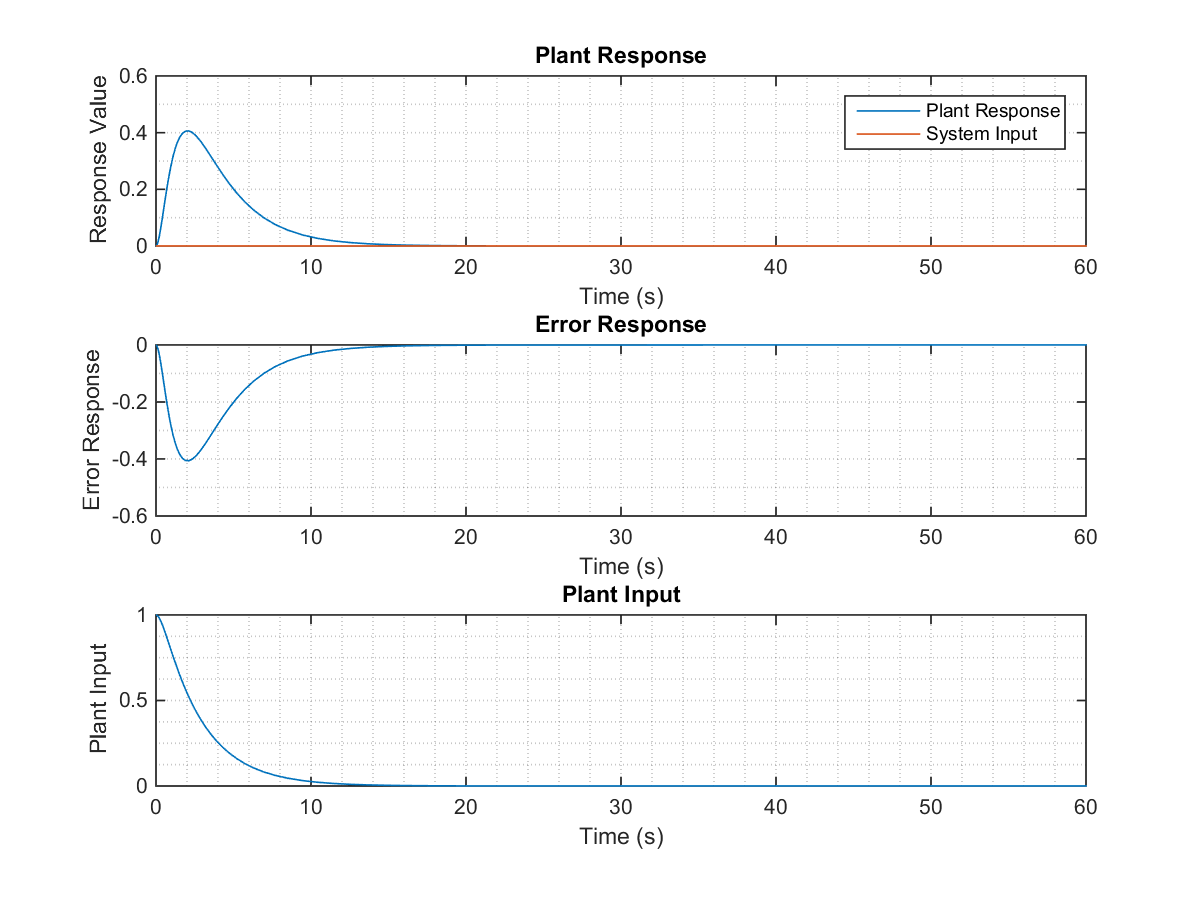 Plant Response
Response Value
0.6
0.4
0.2
0
Plant Response
System Input
0 10 20 30 40 50 60
Time (s)
Error Response
Error Response
0
-0.2
-0.4
-0.6
0 10 20 30 40 50 60
Time (s)
Plant Input
Plant Input
1
0.5
0
0 10 20 30 40 50 60
Time (s)